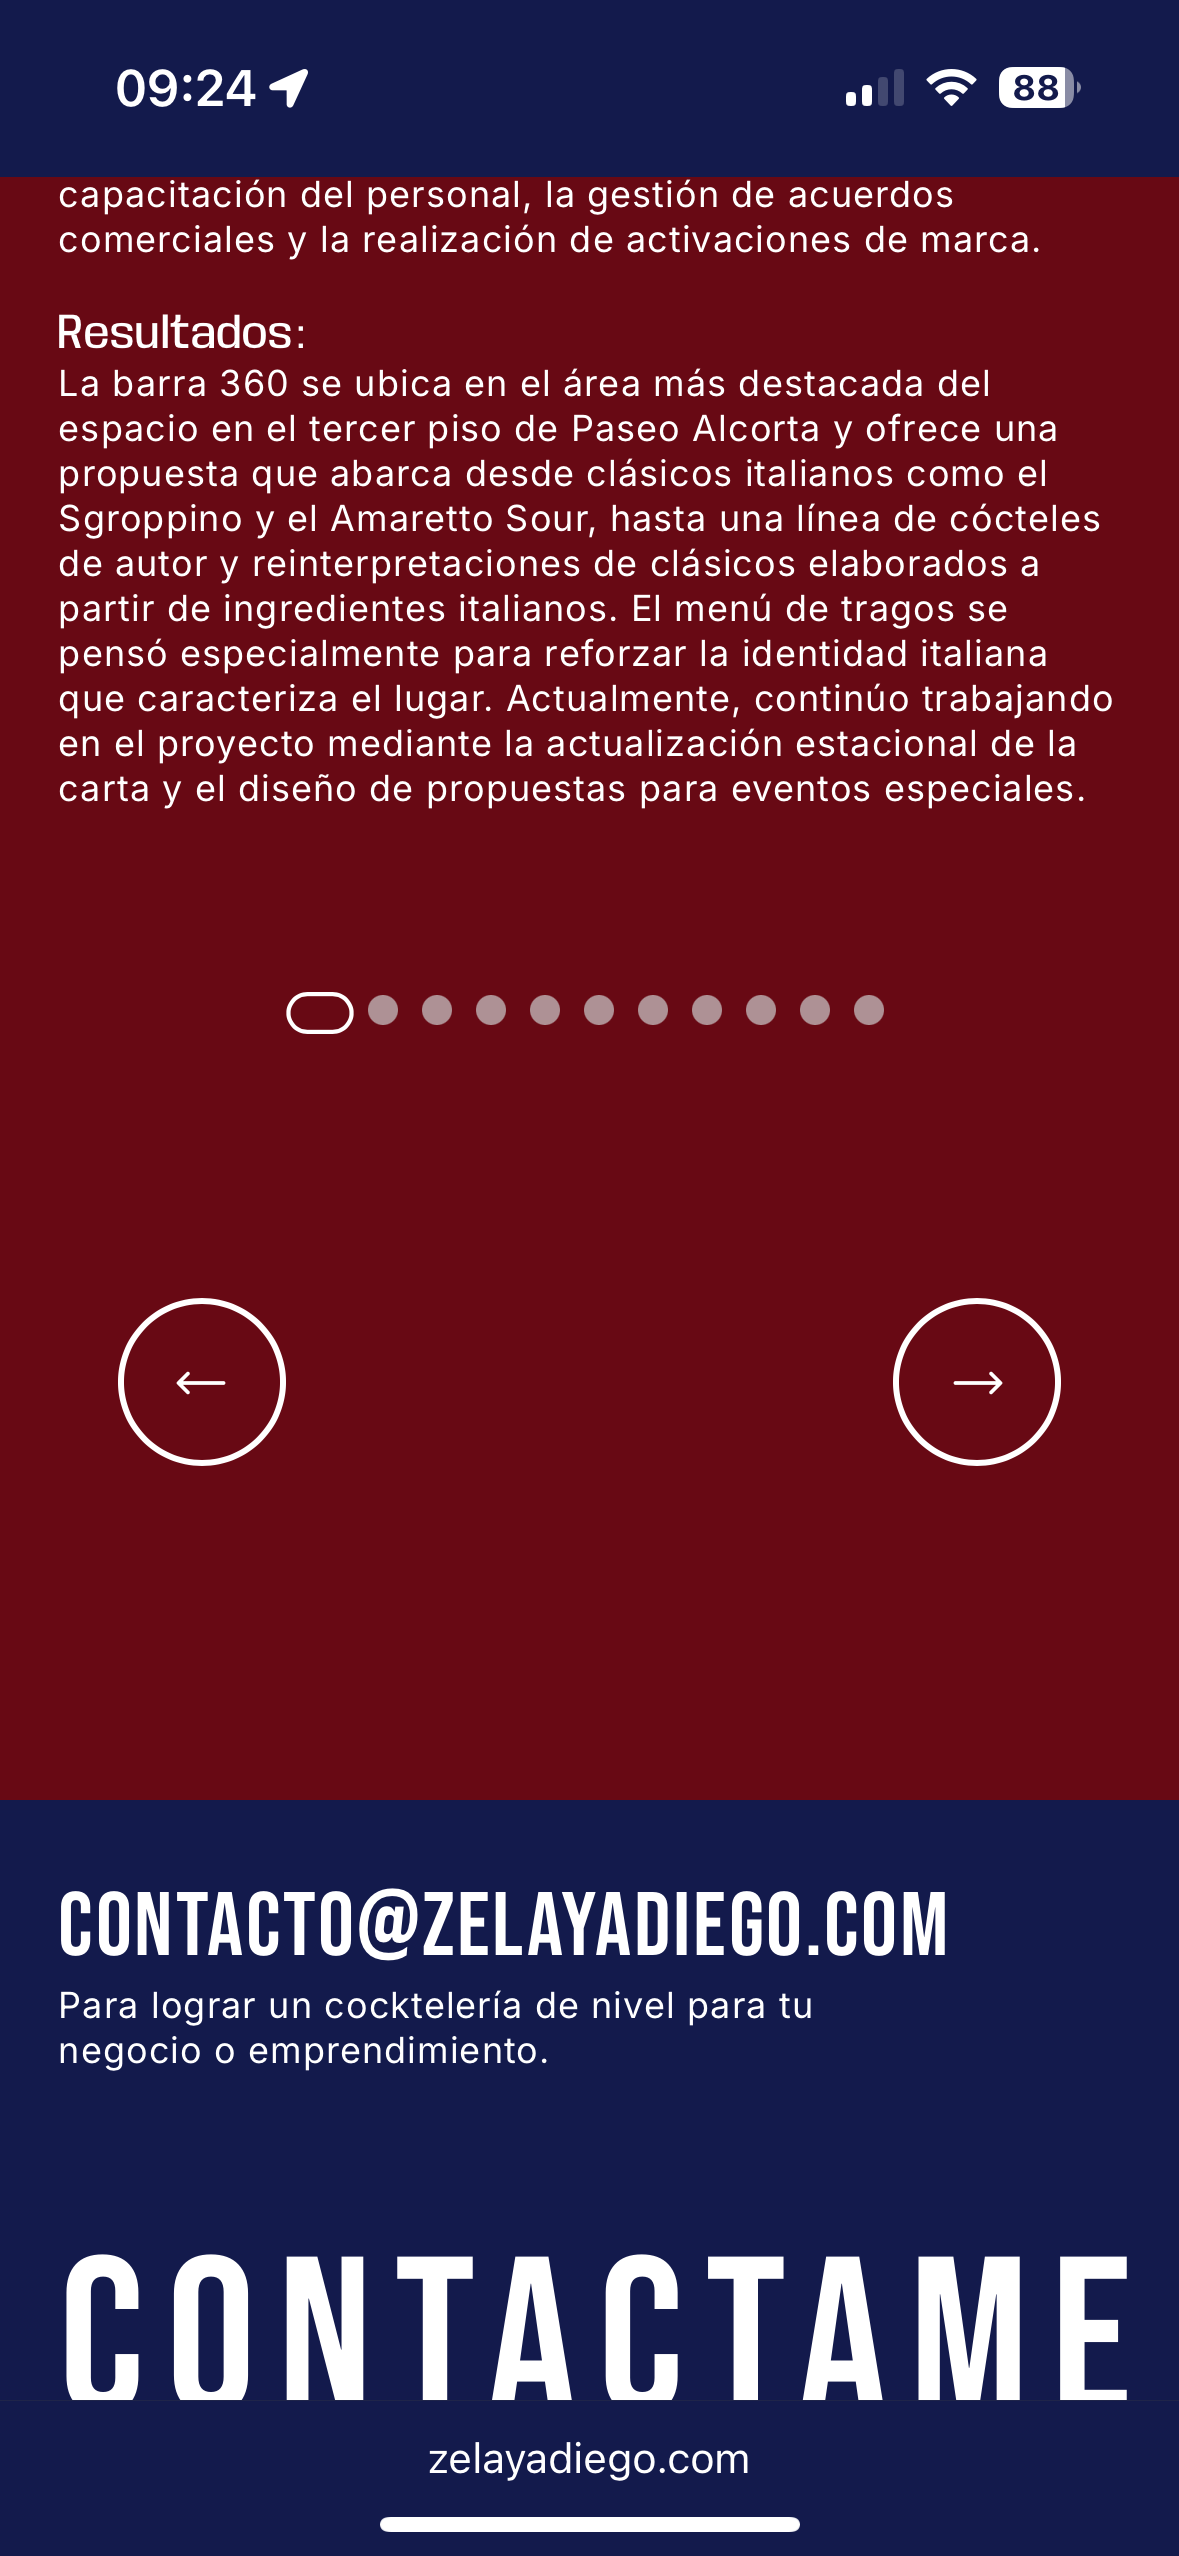 09:24
88
capacitación del personal, la gestión de acuerdos
comerciales y la realización de activaciones de marca.
Resultados:
La barra 360 se ubica en el área más destacada del
espacio en el tercer piso de Paseo Alcorta y ofrece una
propuesta que abarca desde clásicos italianos como el
Sgroppino y el Amaretto Sour, hasta una línea de cócteles
de autor y reinterpretaciones de clásicos elaborados a
partir de ingredientes italianos. El menú de tragos se
pensó especialmente para reforzar la identidad italiana
que caracteriza el lugar. Actualmente, continúo trabajando
en el proyecto mediante la actualización estacional de la
carta y el diseño de propuestas para eventos especiales.
CONTACTO@ZELAYADIEGO.COM
Para lograr un cocktelería de nivel para tu
negocio o emprendimiento.
CONTACTAME
zelayadiego.com